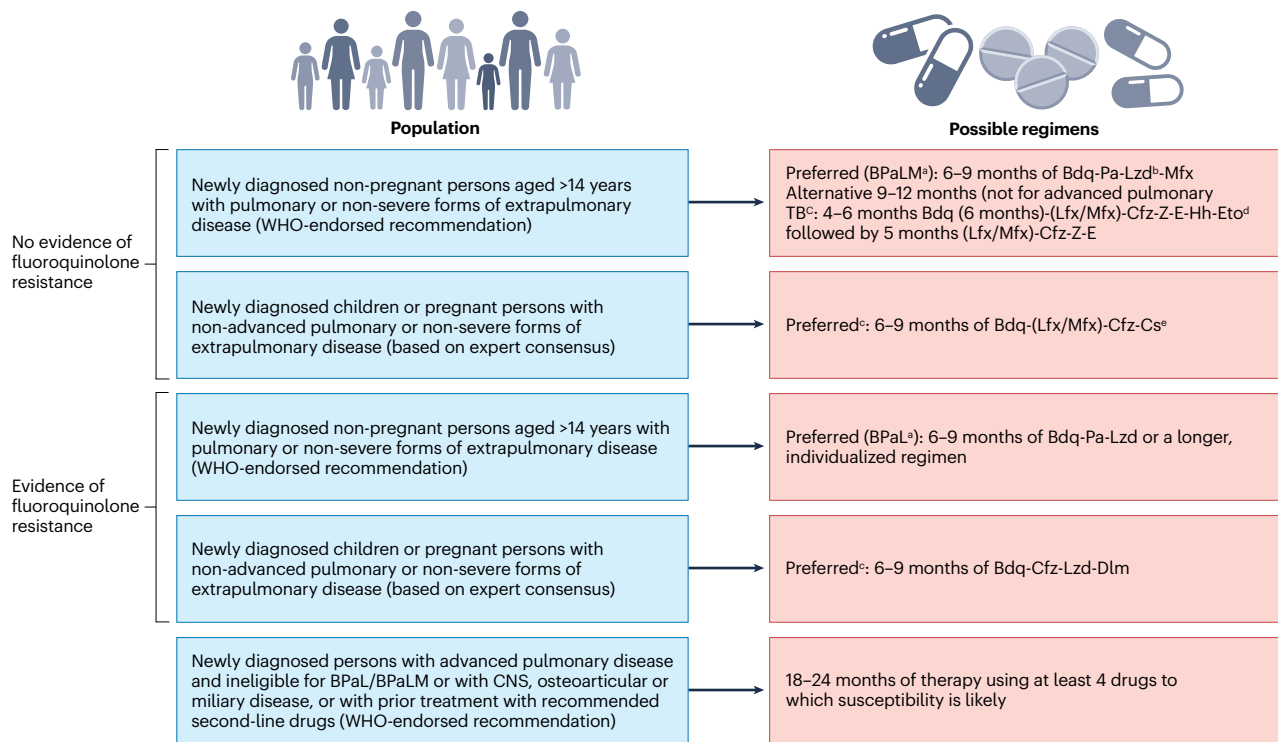 Population
Possible regimens
No evidence of
fluoroquinolone
resistance
Newly diagnosed non-pregnant persons aged >14 years
with pulmonary or non-severe forms of extrapulmonary
disease (WHO-endorsed recommendation)
Preferred (BPaLMᵃ): 6–9 months of Bdq-Pa-Lzdᵇ-Mfx
Alternative 9–12 months (not for advanced pulmonary
TBᶜ: 4–6 months Bdq (6 months)-(Lfx/Mfx)-Cfz-Z-E-Hh-Etoᵈ
followed by 5 months (Lfx/Mfx)-Cfz-Z-E
Newly diagnosed children or pregnant persons with
non-advanced pulmonary or non-severe forms of
extrapulmonary disease (based on expert consensus)
Preferredᶜ: 6–9 months of Bdq-(Lfx/Mfx)-Cfz-Csᵉ
Evidence of
fluoroquinolone
resistance
Newly diagnosed non-pregnant persons aged >14 years with
pulmonary or non-severe forms of extrapulmonary disease
(WHO-endorsed recommendation)
Preferred (BPaLᵃ): 6–9 months of Bdq-Pa-Lzd or a longer,
individualized regimen
Newly diagnosed children or pregnant persons with
non-advanced pulmonary or non-severe forms of
extrapulmonary disease (based on expert consensus)
Preferredᶜ: 6–9 months of Bdq-Cfz-Lzd-Dlm
Newly diagnosed persons with advanced pulmonary disease
and ineligible for BPaL/BPaLM or with CNS, osteoarticular or
miliary disease, or with prior treatment with recommended
second-line drugs (WHO-endorsed recommendation)
18–24 months of therapy using at least 4 drugs to
which susceptibility is likely